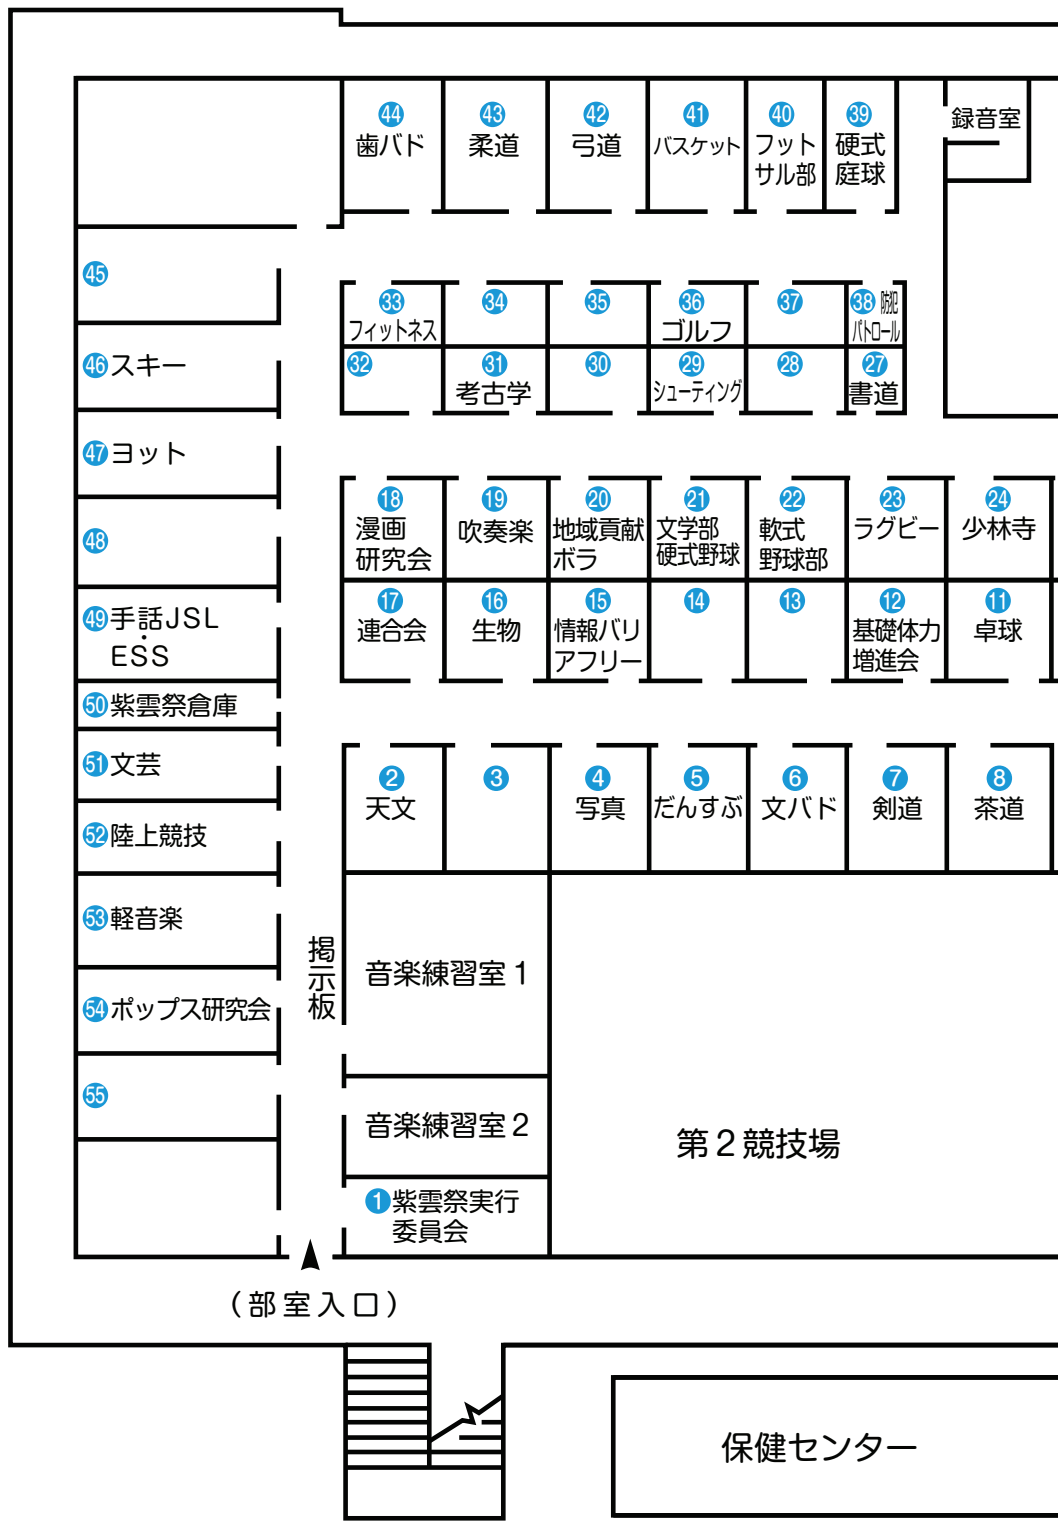 44
歯バド
43
柔道
42
弓道
41
バスケット
40
フット
サル部
39
硬式
庭球
録音室
45
33
フィットネス
34
35
36
ゴルフ
37
38 防犯
パトロール
46 スキー
32
31
考古学
30
29
シューティング
28
27
書道
47 ヨット
18
漫画
研究会
19
吹奏楽
20
地域貢献
ボラ
21
文学部
硬式野球
22
軟式
野球部
23
ラグビー
24
少林寺
48
49 手話JSL
・
ESS
17
連合会
16
生物
15
情報バリ
アフリー
14
13
12
基礎体力
増進会
11
卓球
50 紫雲祭倉庫
51 文芸
2
天文
3
4
写真
5
だんすぶ
6
文バド
7
剣道
8
茶道
52 陸上競技
53 軽音楽
掲示板
音楽練習室1
54 ポップス研究会
55
音楽練習室2
第2競技場
1 紫雲祭実行
委員会
(部室入口)
保健センター